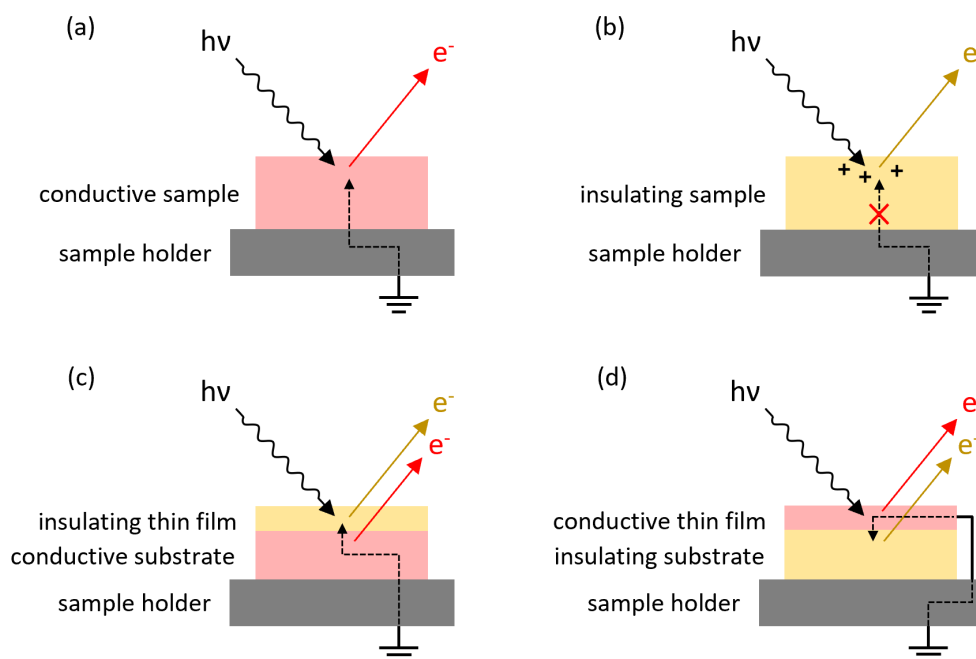 (a)
hν
e⁻
conductive sample
sample holder
(b)
hν
e
+ + +
insulating sample
sample holder
(c)
hν
e⁻
e⁻
insulating thin film
conductive substrate
sample holder
(d)
hν
e
e
conductive thin film
insulating substrate
sample holder